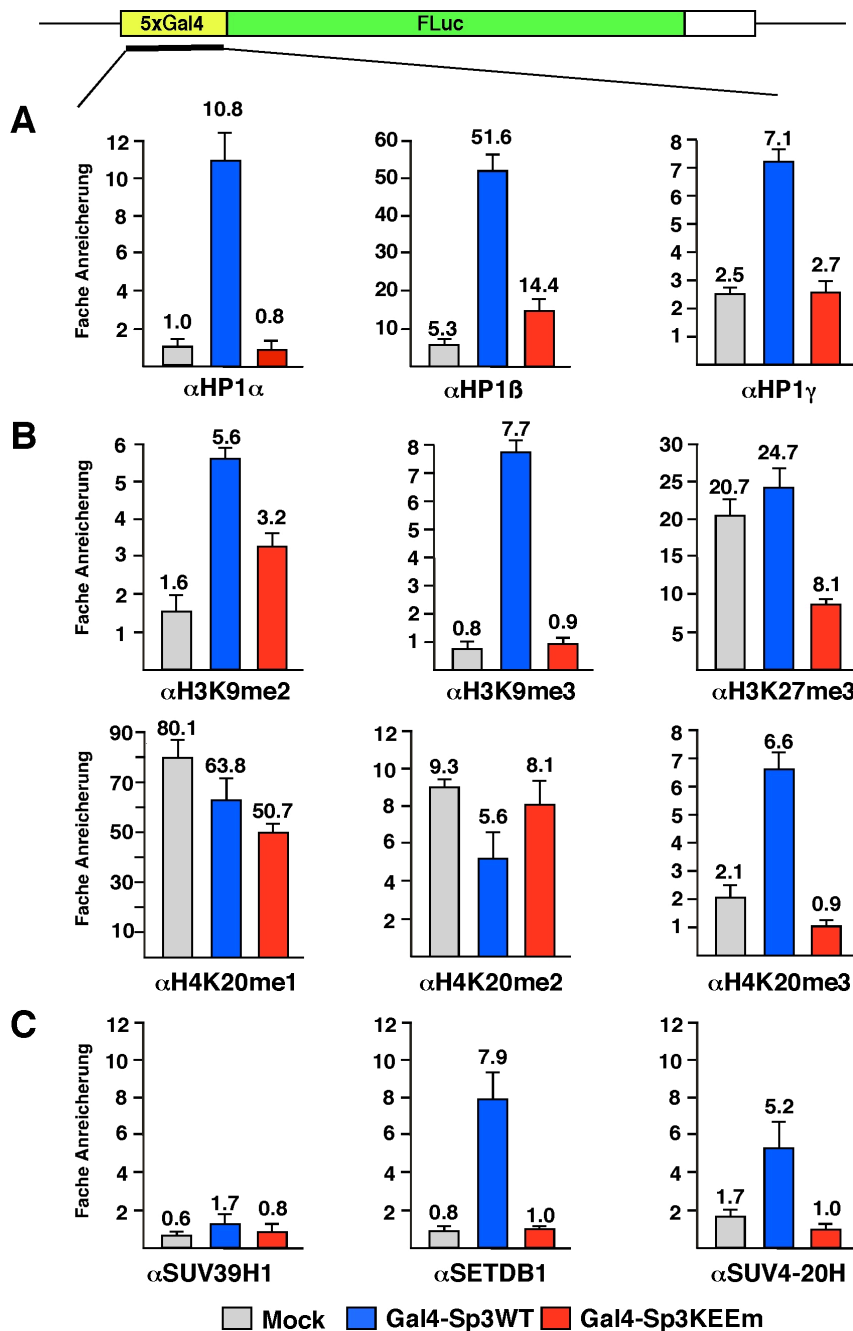 5xGal4 FLuc
A
10.8 51.6 7.1
12 60 8
10 50 7
8 40 6
6 30 5
4 20 4
2 10 3
2
1
Fache Anreicherung
1.0 0.8 5.3 14.4 2.5 2.7
αHP1α αHP1ß αHP1γ
B
5.6 7.7 24.7
6 8 30
5 7 25
4 6 20
3 5 15
2 4 10
1 3 5
2
1
Fache Anreicherung
1.6 3.2 0.8 0.9 20.7 8.1
αH3K9me2 αH3K9me3 αH3K27me3
80.1 63.8 50.7 9.3 5.6 8.1 2.1 6.6 0.9
90 12 8
70 10 7
50 8 6
30 6 5
10 4 4
2 3
2
1
Fache Anreicherung
αH4K20me1 αH4K20me2 αH4K20me3
C
12 12 12
10 10 10
8 8 8
6 6 6
4 4 4
2 2 2
Fache Anreicherung
0.6 1.7 0.8 0.8 7.9 1.0 1.7 5.2 1.0
αSUV39H1 αSETDB1 αSUV4-20H
Mock Gal4-Sp3WT Gal4-Sp3KEEm